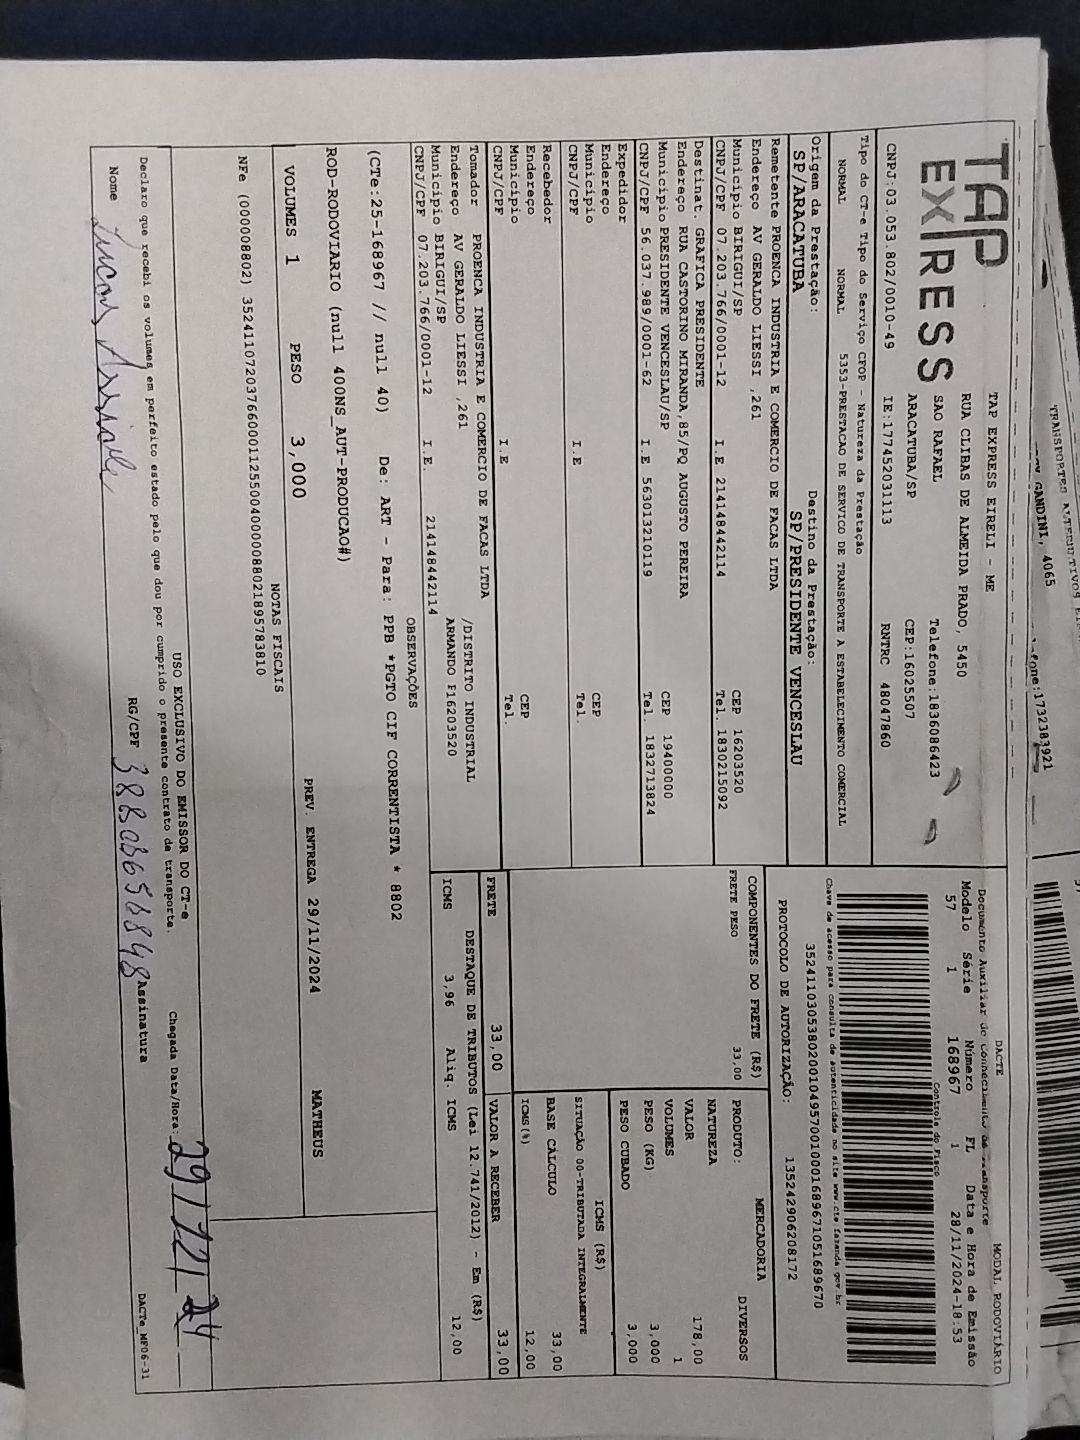 TRANSPORTES ALTERNATIVOS
GANDINI, 4065
fone:1732383921
TAP EXPRESS
TAP EXPRESS EIRELI - ME
RUA CLIBAS DE ALMEIDA PRADO, 5450
SAO RAFAEL Telefone:1836086423
ARACATUBA/SP CEP:16025507
CNPJ:03.053.802/0010-49 IE:177452031113 RNTRC 48047860
DACTE MODAL RODOVIÁRIO
Documento Auxiliar de Conhecimento de Transporte
Modelo Série Número FL Data e Hora de Emissão
57 1 168967 1 28/11/2024-18:53
Controle do Fisco
Chave de acesso para consulta de autenticidade no site www.cte.fazenda.gov.br
35241103053802001049570010001689671051689670
PROTOCOLO DE AUTORIZAÇÃO: 135242906208172
Tipo do CT-e Tipo do Serviço CFOP - Natureza da Prestação
NORMAL NORMAL 5353-PRESTACAO DE SERVICO DE TRANSPORTE A ESTABELECIMENTO COMERCIAL
Origem da Prestação: Destino da Prestação:
SP/ARACATUBA SP/PRESIDENTE VENCESLAU
Remetente PROENCA INDUSTRIA E COMERCIO DE FACAS LTDA
Endereço AV GERALDO LIESSI ,261
Municipio BIRIGUI/SP CEP 16203520
CNPJ/CPF 07.203.766/0001-12 I.E 214148442114 Tel. 1830215092
Destinat. GRAFICA PRESIDENTE
Endereço RUA CASTORINO MIRANDA,85/PQ AUGUSTO PEREIRA
Municipio PRESIDENTE VENCESLAU/SP CEP 19400000
CNPJ/CPF 56.037.989/0001-62 I.E 563013210119 Tel. 1832713824
Expedidor
Endereço
Municipio CEP
CNPJ/CPF I.E Tel.
Recebedor
Endereço
Municipio CEP
CNPJ/CPF I.E Tel.
Tomador PROENCA INDUSTRIA E COMERCIO DE FACAS LTDA
Endereço AV GERALDO LIESSI ,261 /DISTRITO INDUSTRIAL
Municipio BIRIGUI/SP ARMANDO F16203520
CNPJ/CPF 07.203.766/0001-12 I.E. 214148442114
COMPONENTES DO FRETE (R$)
FRETE PESO 33,00
MERCADORIA
PRODUTO: DIVERSOS
NATUREZA
VALOR 178,00
VOLUMES 1
PESO (KG) 3,000
PESO CUBADO 3,000
ICMS (R$)
SITUAÇÃO 00-TRIBUTADA INTEGRALMENTE
BASE CÁLCULO 33,00
ICMS(%) 12,00
FRETE 33,00 VALOR A RECEBER 33,00
DESTAQUE DE TRIBUTOS (Lei 12.741/2012) - Em (R$)
ICMS 3,96 Aliq. ICMS 12,00
OBSERVAÇÕES
(CTe:25-168967 // null 40) De: ART - Para: PPB *PGTO CIF CORRENTISTA * 8802
ROD-RODOVIARIO (null 400NS_AUT-PRODUCAO#)
VOLUMES 1 PESO 3,000 PREV. ENTREGA 29/11/2024 MATHEUS
NOTAS FISCAIS
NFe (000008802) 35241107203766000112550040000088021895783810
USO EXCLUSIVO DO EMISSOR DO CT-e
Declaro que recebi os volumes em perfeito estado pelo que dou por cumprido o presente contrato de transporte. Chegada Data/Hora: 29/12/24
Nome Lucas RG/CPF Assinatura
DACTe_MF06-31